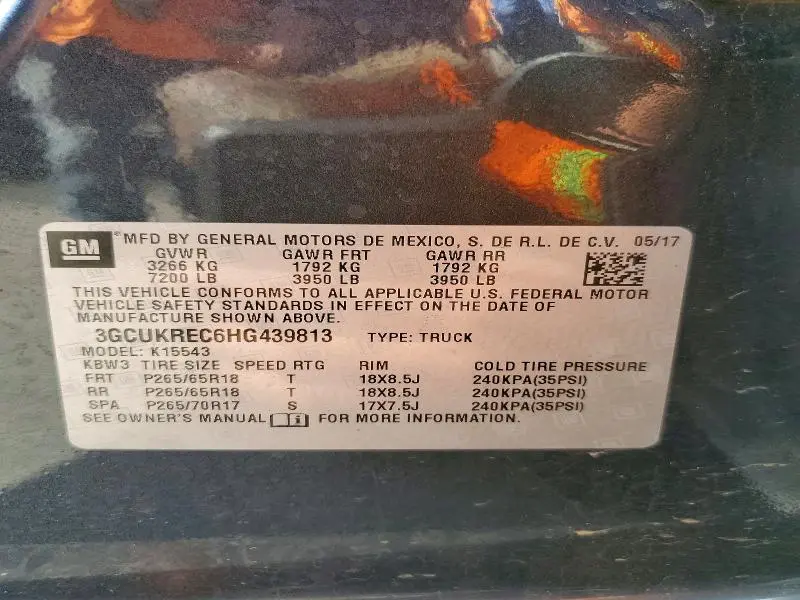 GM ® MFD BY GENERAL MOTORS DE MEXICO, S. DE R.L. DE C.V. 05/17
GVWR GAWR FRT GAWR RR
3266 KG 1792 KG 1792 KG
7200 LB 3950 LB 3950 LB
THIS VEHICLE CONFORMS TO ALL APPLICABLE U.S. FEDERAL MOTOR
VEHICLE SAFETY STANDARDS IN EFFECT ON THE DATE OF
MANUFACTURE SHOWN ABOVE.
3GCUKREC6HG439813 TYPE: TRUCK
MODEL: K15543
KBW3 TIRE SIZE SPEED RTG RIM COLD TIRE PRESSURE
FRT P265/65R18 T 18X8.5J 240KPA(35PSI)
RR P265/65R18 T 18X8.5J 240KPA(35PSI)
SPA P265/70R17 S 17X7.5J 240KPA(35PSI)
SEE OWNER'S MANUAL FOR MORE INFORMATION.